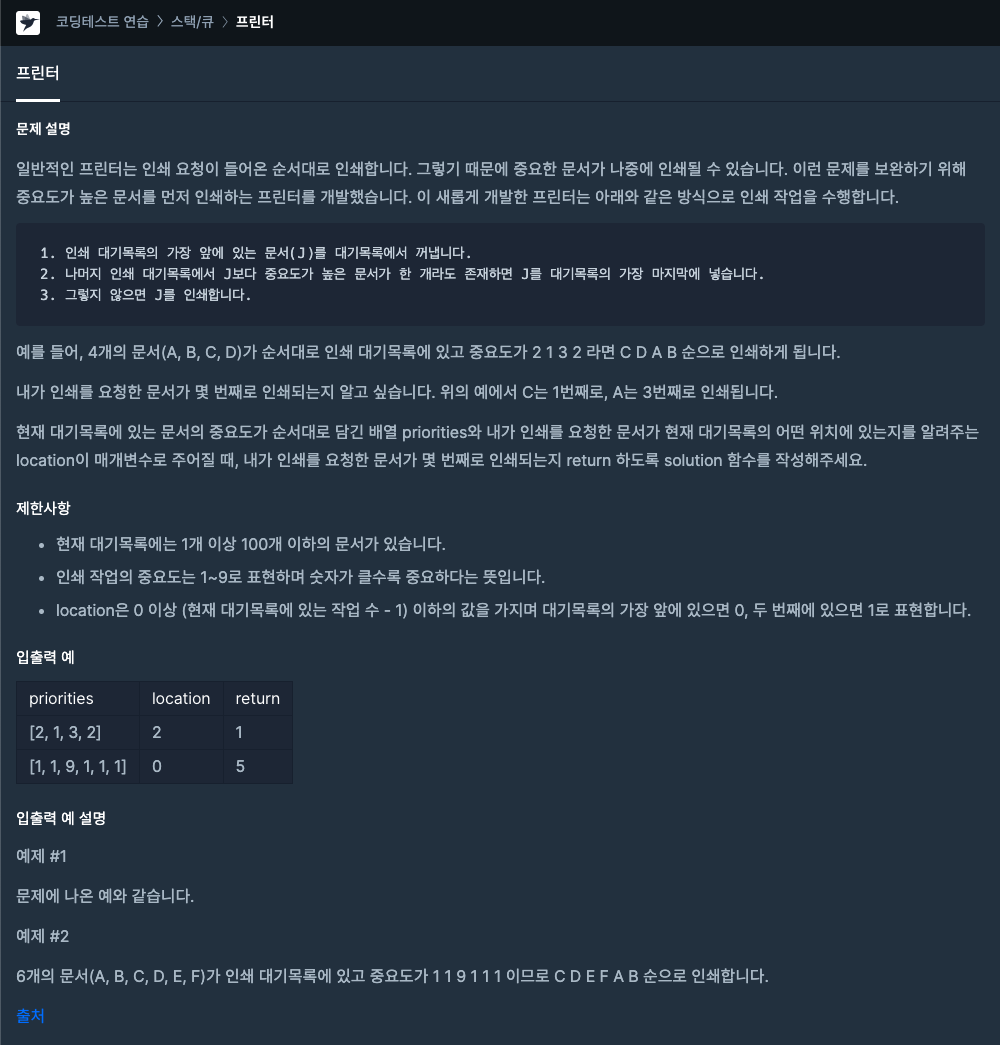 코딩테스트 연습 > 스택/큐 > 프린터
프린터
문제 설명
일반적인 프린터는 인쇄 요청이 들어온 순서대로 인쇄합니다. 그렇기 때문에 중요한 문서가 나중에 인쇄될 수 있습니다. 이런 문제를 보완하기 위해
중요도가 높은 문서를 먼저 인쇄하는 프린터를 개발했습니다. 이 새롭게 개발한 프린터는 아래와 같은 방식으로 인쇄 작업을 수행합니다.
1. 인쇄 대기목록의 가장 앞에 있는 문서(J)를 대기목록에서 꺼냅니다.
2. 나머지 인쇄 대기목록에서 J보다 중요도가 높은 문서가 한 개라도 존재하면 J를 대기목록의 가장 마지막에 넣습니다.
3. 그렇지 않으면 J를 인쇄합니다.
예를 들어, 4개의 문서(A, B, C, D)가 순서대로 인쇄 대기목록에 있고 중요도가 2 1 3 2 라면 C D A B 순으로 인쇄하게 됩니다.
내가 인쇄를 요청한 문서가 몇 번째로 인쇄되는지 알고 싶습니다. 위의 예에서 C는 1번째로, A는 3번째로 인쇄됩니다.
현재 대기목록에 있는 문서의 중요도가 순서대로 담긴 배열 priorities와 내가 인쇄를 요청한 문서가 현재 대기목록의 어떤 위치에 있는지를 알려주는
location이 매개변수로 주어질 때, 내가 인쇄를 요청한 문서가 몇 번째로 인쇄되는지 return 하도록 solution 함수를 작성해주세요.
제한사항
• 현재 대기목록에는 1개 이상 100개 이하의 문서가 있습니다.
• 인쇄 작업의 중요도는 1~9로 표현하며 숫자가 클수록 중요하다는 뜻입니다.
• location은 0 이상 (현재 대기목록에 있는 작업 수 - 1) 이하의 값을 가지며 대기목록의 가장 앞에 있으면 0, 두 번째에 있으면 1로 표현합니다.
입출력 예
priorities location return
[2, 1, 3, 2] 2 1
[1, 1, 9, 1, 1, 1] 0 5
입출력 예 설명
예제 #1
문제에 나온 예와 같습니다.
예제 #2
6개의 문서(A, B, C, D, E, F)가 인쇄 대기목록에 있고 중요도가 1 1 9 1 1 1 이므로 C D E F A B 순으로 인쇄합니다.
출처